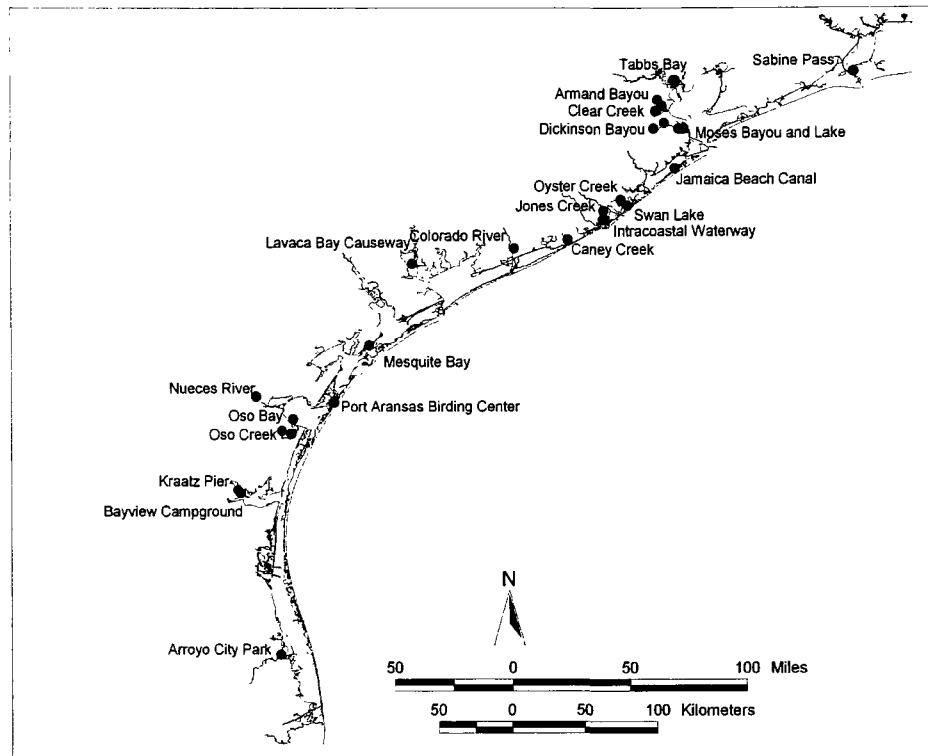 Sabine Pass
Tabbs Bay
Armand Bayou
Clear Creek
Dickinson Bayou
Moses Bayou and Lake
Jamaica Beach Canal
Oyster Creek
Jones Creek
Swan Lake
Intracoastal Waterway
Colorado River
Caney Creek
Lavaca Bay Causeway
Mesquite Bay
Nueces River
Port Aransas Birding Center
Oso Bay
Oso Creek
Kraatz Pier
Bayview Campground
N
Arroyo City Park
50 0 50 100 Miles
50 0 50 100 Kilometers